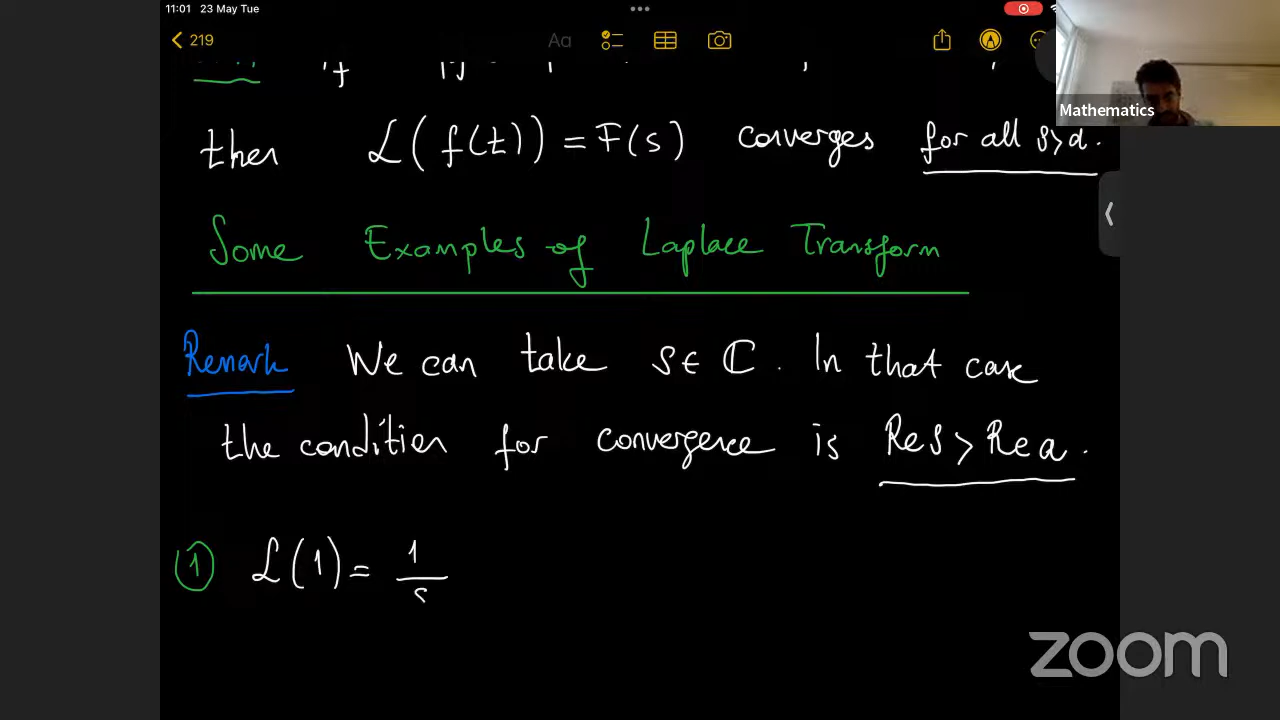 11:01 23 May Tue
219
Aa
Mathematics
then L(f(t)) = F(s) converges for all s>a.
Some Examples of Laplace Transform
Remark We can take s∈ ℂ. In that case
the condition for convergence is Re s > Re a.
① L(1) = 1/s
zoom